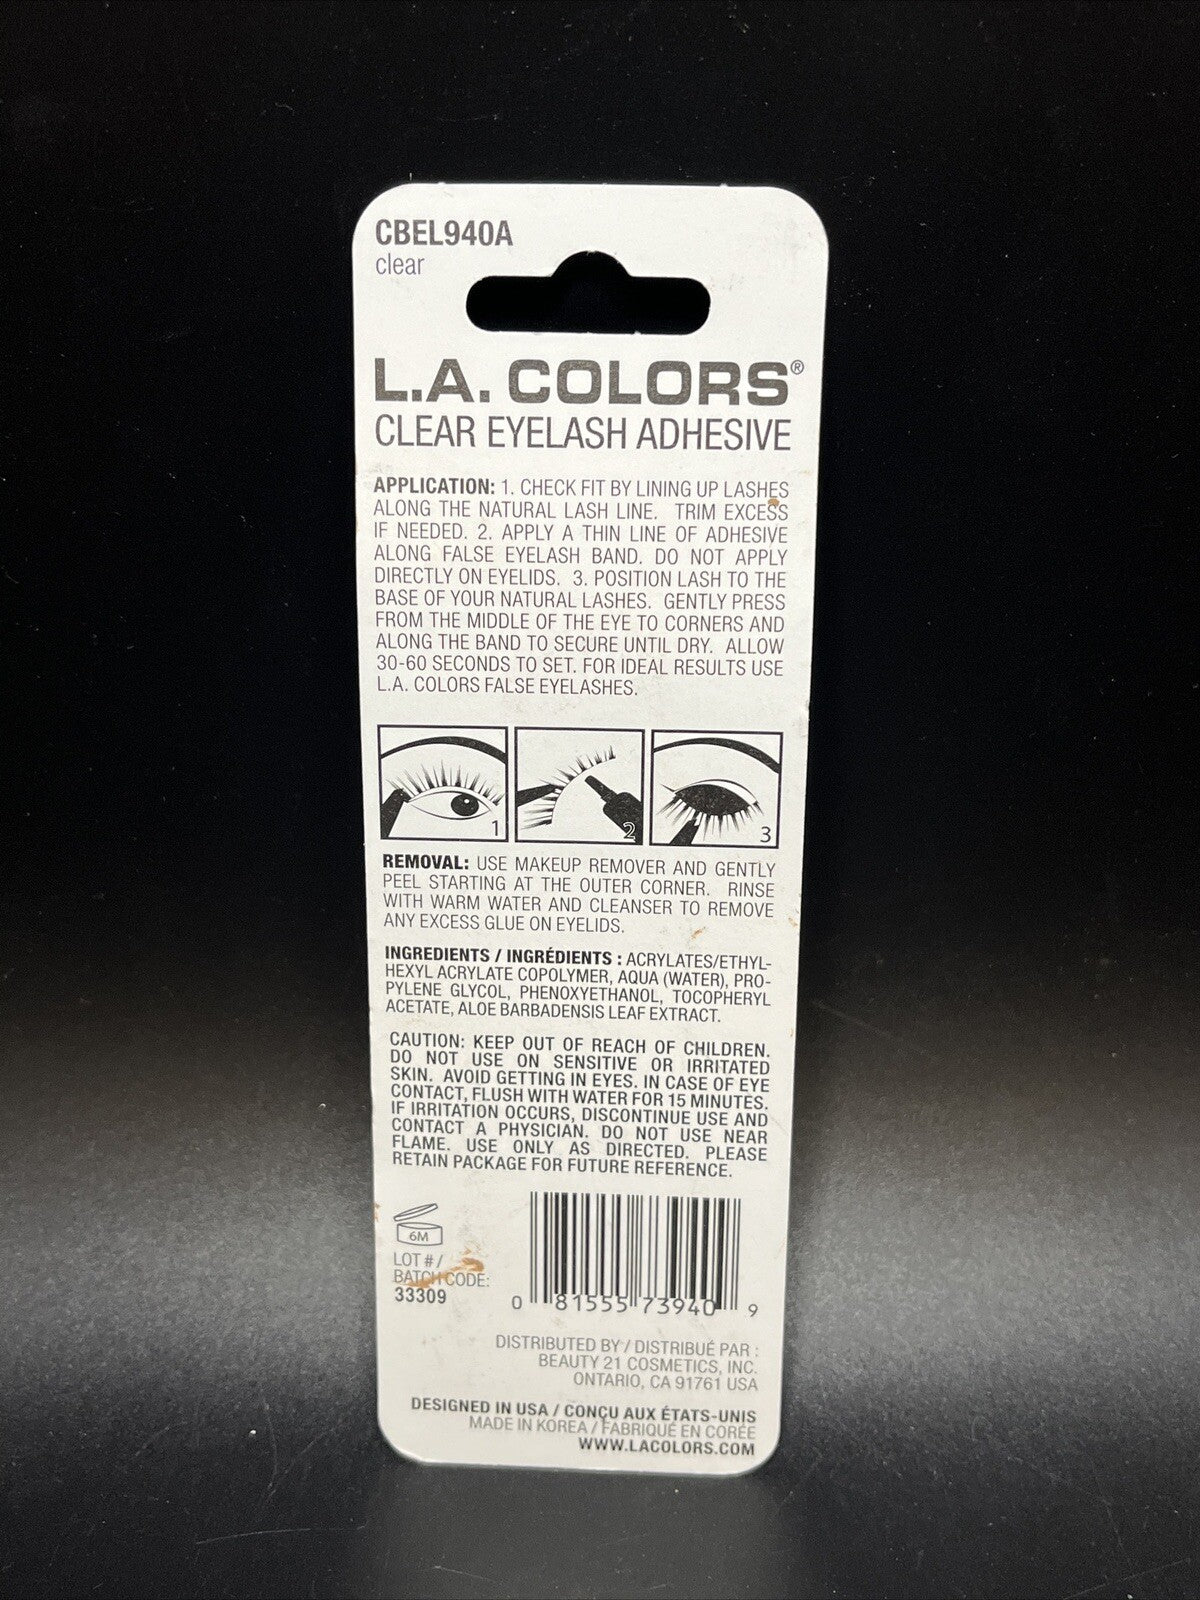 CBEL940A
clear
L.A. COLORS®
CLEAR EYELASH ADHESIVE
APPLICATION: 1. CHECK FIT BY LINING UP LASHES
ALONG THE NATURAL LASH LINE. TRIM EXCESS
IF NEEDED. 2. APPLY A THIN LINE OF ADHESIVE
ALONG FALSE EYELASH BAND. DO NOT APPLY
DIRECTLY ON EYELIDS. 3. POSITION LASH TO THE
BASE OF YOUR NATURAL LASHES. GENTLY PRESS
FROM THE MIDDLE OF THE EYE TO CORNERS AND
ALONG THE BAND TO SECURE UNTIL DRY. ALLOW
30-60 SECONDS TO SET. FOR IDEAL RESULTS USE
L.A. COLORS FALSE EYELASHES.
1 2 3
REMOVAL: USE MAKEUP REMOVER AND GENTLY
PEEL STARTING AT THE OUTER CORNER. RINSE
WITH WARM WATER AND CLEANSER TO REMOVE
ANY EXCESS GLUE ON EYELIDS.
INGREDIENTS / INGRÉDIENTS : ACRYLATES/ETHYL-
HEXYL ACRYLATE COPOLYMER, AQUA (WATER), PRO-
PYLENE GLYCOL, PHENOXYETHANOL, TOCOPHERYL
ACETATE, ALOE BARBADENSIS LEAF EXTRACT.
CAUTION: KEEP OUT OF REACH OF CHILDREN.
DO NOT USE ON SENSITIVE OR IRRITATED
SKIN. AVOID GETTING IN EYES. IN CASE OF EYE
CONTACT, FLUSH WITH WATER FOR 15 MINUTES.
IF IRRITATION OCCURS, DISCONTINUE USE AND
CONTACT A PHYSICIAN. DO NOT USE NEAR
FLAME. USE ONLY AS DIRECTED. PLEASE
RETAIN PACKAGE FOR FUTURE REFERENCE.
6M
LOT # /
BATCH CODE:
33309
0 81555 73940 9
DISTRIBUTED BY / DISTRIBUÉ PAR :
BEAUTY 21 COSMETICS, INC.
ONTARIO, CA 91761 USA
DESIGNED IN USA / CONÇU AUX ÉTATS-UNIS
MADE IN KOREA / FABRIQUÉ EN CORÉE
WWW.LACOLORS.COM